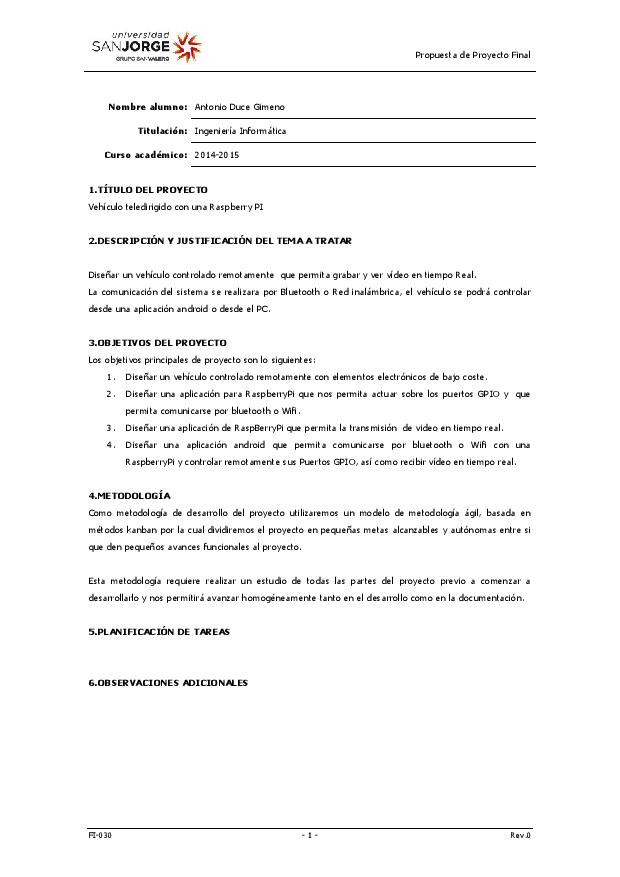 universidad
SANJORGE
GRUPO SANVALERO
Propuesta de Proyecto Final
Nombre alumno: Antonio Duce Gimeno
Titulación: Ingeniería Informática
Curso académico: 2014-2015
1.TÍTULO DEL PROYECTO
Vehículo teledirigido con una Raspberry PI
2.DESCRIPCIÓN Y JUSTIFICACIÓN DEL TEMA A TRATAR
Diseñar un vehículo controlado remotamente que permita grabar y ver vídeo en tiempo Real.
La comunicación del sistema se realizara por Bluetooth o Red inalámbrica, el vehículo se podrá controlar
desde una aplicación android o desde el PC.
3.OBJETIVOS DEL PROYECTO
Los objetivos principales de proyecto son lo siguientes:
1. Diseñar un vehículo controlado remotamente con elementos electrónicos de bajo coste.
2. Diseñar una aplicación para RaspberryPi que nos permita actuar sobre los puertos GPIO y que
permita comunicarse por bluetooth o Wifi.
3. Diseñar una aplicación de RaspBerryPi que permita la transmisión de video en tiempo real.
4. Diseñar una aplicación android que permita comunicarse por bluetooth o Wifi con una
RaspberryPi y controlar remotamente sus Puertos GPIO, así como recibir vídeo en tiempo real.
4.METODOLOGÍA
Como metodología de desarrollo del proyecto utilizaremos un modelo de metodología ágil, basada en
métodos kanban por la cual dividiremos el proyecto en pequeñas metas alcanzables y autónomas entre si
que den pequeños avances funcionales al proyecto.
Esta metodología requiere realizar un estudio de todas las partes del proyecto previo a comenzar a
desarrollarlo y nos permitirá avanzar homogéneamente tanto en el desarrollo como en la documentación.
5.PLANIFICACIÓN DE TAREAS
6.OBSERVACIONES ADICIONALES
FI-030
- 1 -
Rev.0